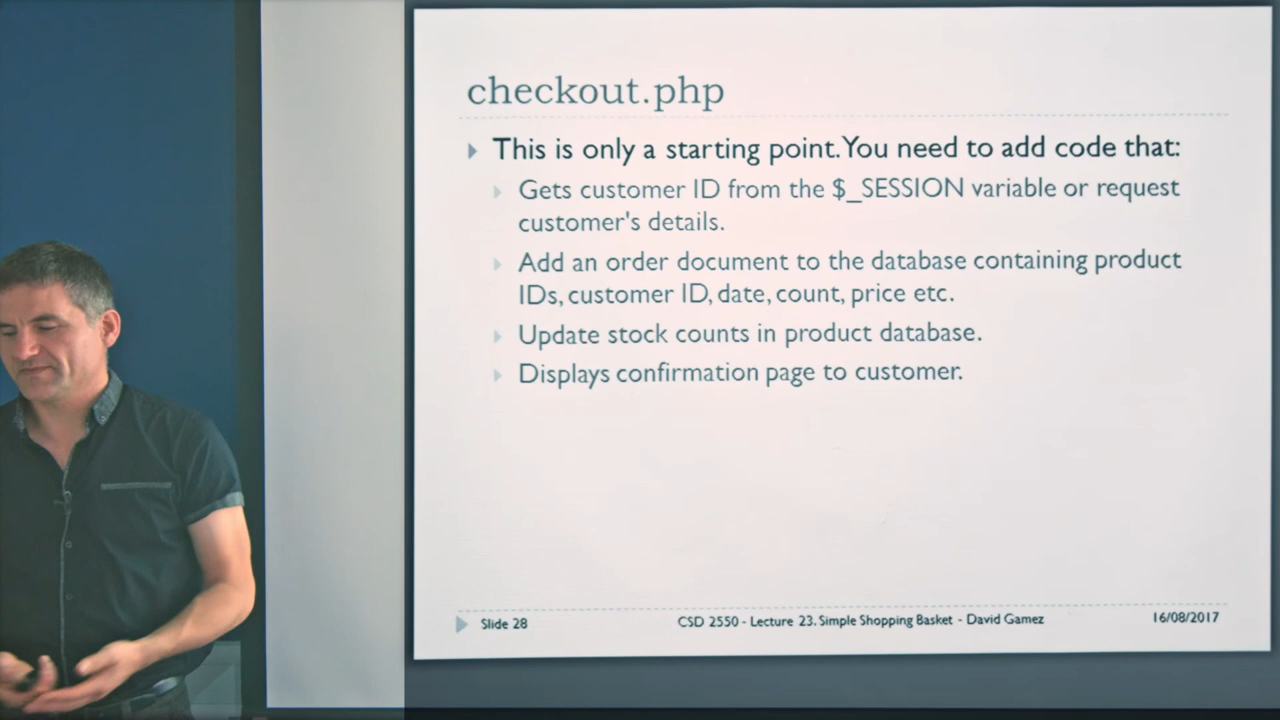 checkout.php
This is only a starting point. You need to add code that:
Gets customer ID from the $_SESSION variable or request
customer's details.
Add an order document to the database containing product
IDs, customer ID, date, count, price etc.
Update stock counts in product database.
Displays confirmation page to customer.
Slide 28
CSD 2550 - Lecture 23. Simple Shopping Basket - David Gamez
16/08/2017